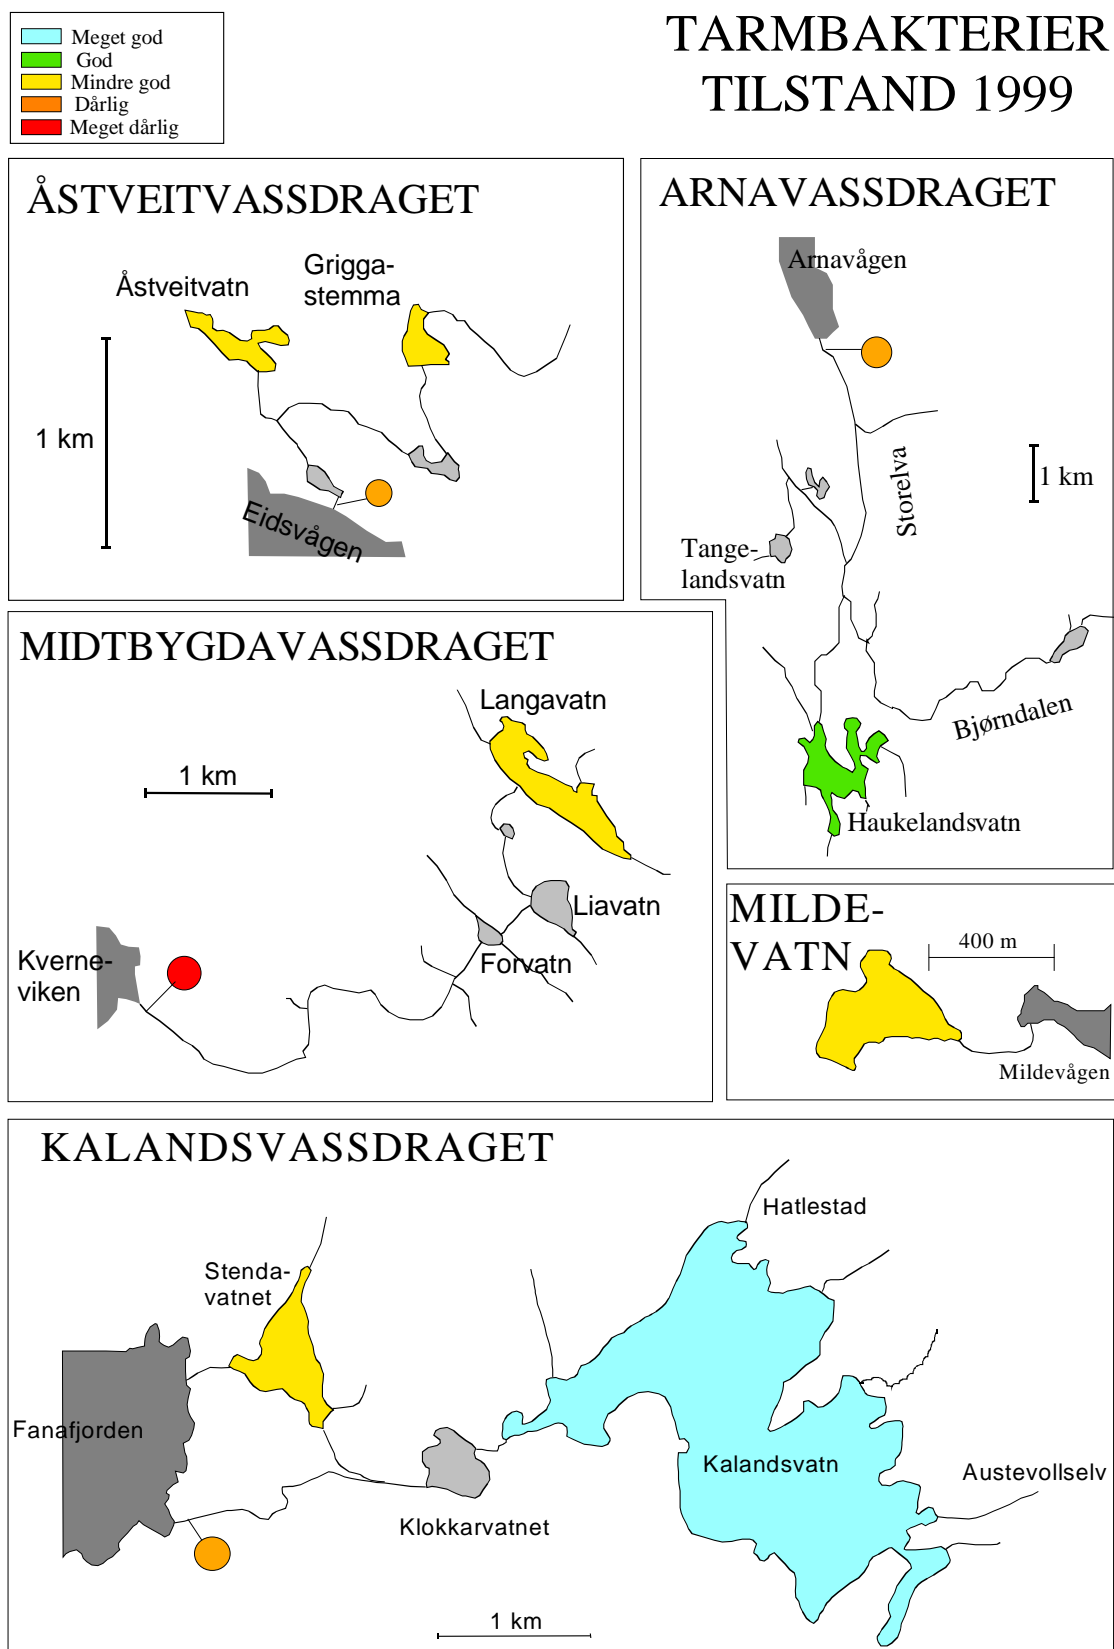 Meget god
God
Mindre god
Dårlig
Meget dårlig
TARMBAKTERIER
TILSTAND 1999
ÅSTVEITVASSDRAGET
Åstveitvatn
Grigga-
stemma
1 km
Eidsvågen
ARNAVASSDRAGET
Arnavågen
Storelva
1 km
Tange-
landsvatn
Bjørndalen
Haukelandsvatn
MIDTBYGDAVASSDRAGET
Langavatn
1 km
Liavatn
Forvatn
Kverne-
viken
MILDE-
VATN
400 m
Mildevågen
KALANDSVASSDRAGET
Hatlestad
Stenda-
vatnet
Fanafjorden
Kalandsvatn
Austevollselv
Klokkarvatnet
1 km